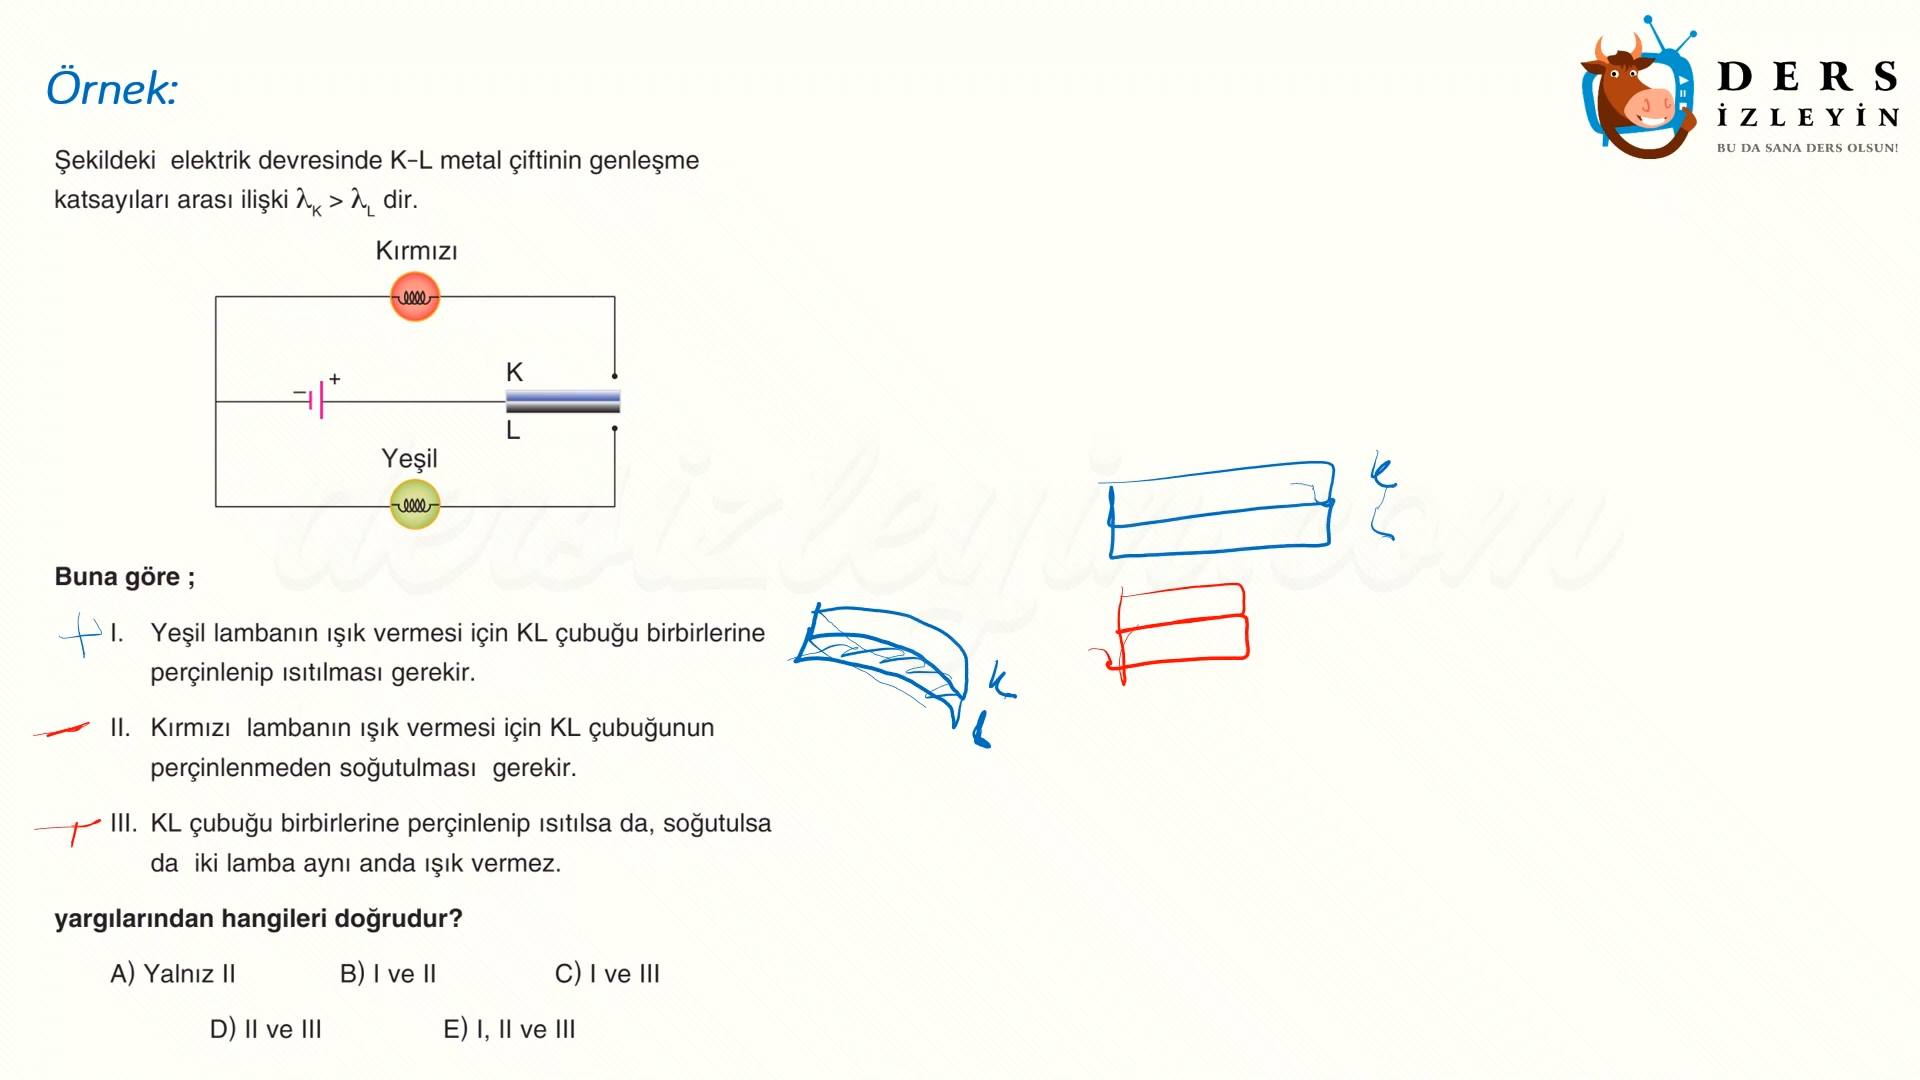 Örnek:
DERS
İZLEYİN
BU DA SANA DERS OLSUN!
Şekildeki elektrik devresinde K-L metal çiftinin genleşme
katsayıları arası ilişki λK > λL dir.
Kırmızı
− +
K
L
Yeşil
K
L
Buna göre ;
I. Yeşil lambanın ışık vermesi için KL çubuğu birbirlerine
perçinlenip ısıtılması gerekir.
K
L
II. Kırmızı lambanın ışık vermesi için KL çubuğunun
perçinlenmeden soğutulması gerekir.
III. KL çubuğu birbirlerine perçinlenip ısıtılsa da, soğutulsa
da iki lamba aynı anda ışık vermez.
yargılarından hangileri doğrudur?
A) Yalnız II B) I ve II C) I ve III
D) II ve III E) I, II ve III
dersizleyin.com